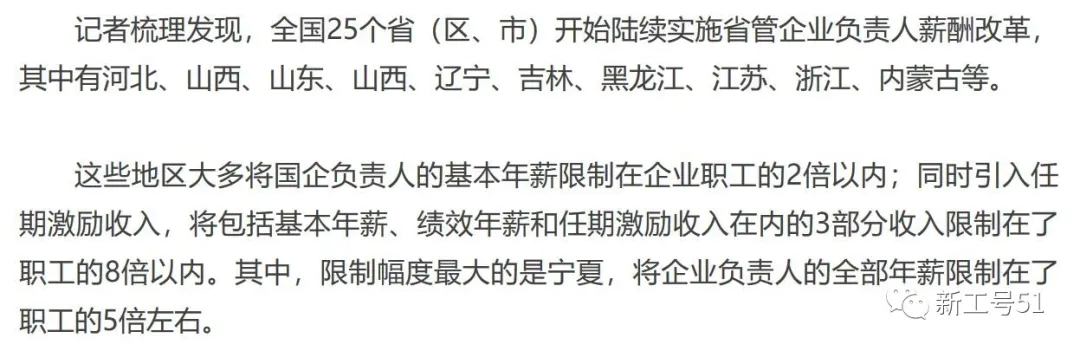 记者梳理发现，全国25个省（区、市）开始陆续实施省管企业负责人薪酬改革，
其中有河北、山西、山东、山西、辽宁、吉林、黑龙江、江苏、浙江、内蒙古等。
这些地区大多将国企负责人的基本年薪限制在企业职工的2倍以内；同时引入任
期激励收入，将包括基本年薪、绩效年薪和任期激励收入在内的3部分收入限制在了
职工的8倍以内。其中，限制幅度最大的是宁夏，将企业负责人的全部年薪限制在了
职工的5倍左右。
新工号51